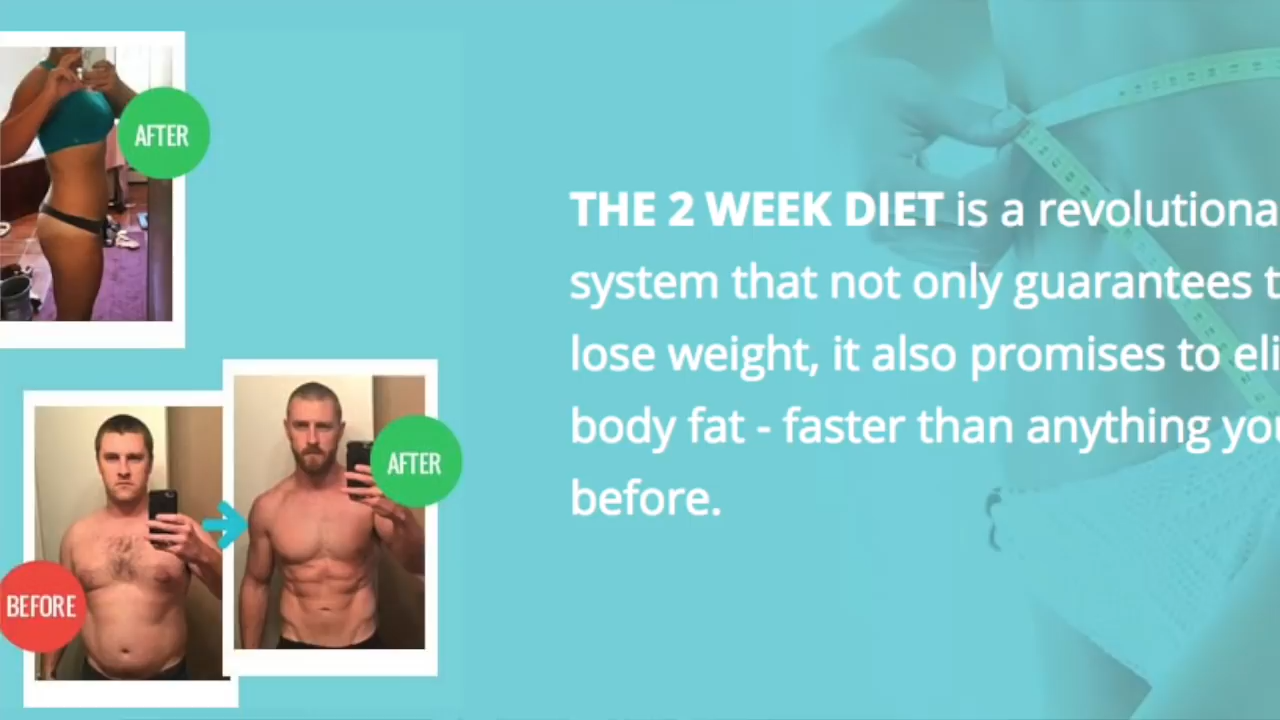 AFTER
THE 2 WEEK DIET is a revolutiona
system that not only guarantees t
lose weight, it also promises to eli
body fat - faster than anything yo
before.
AFTER
BEFORE